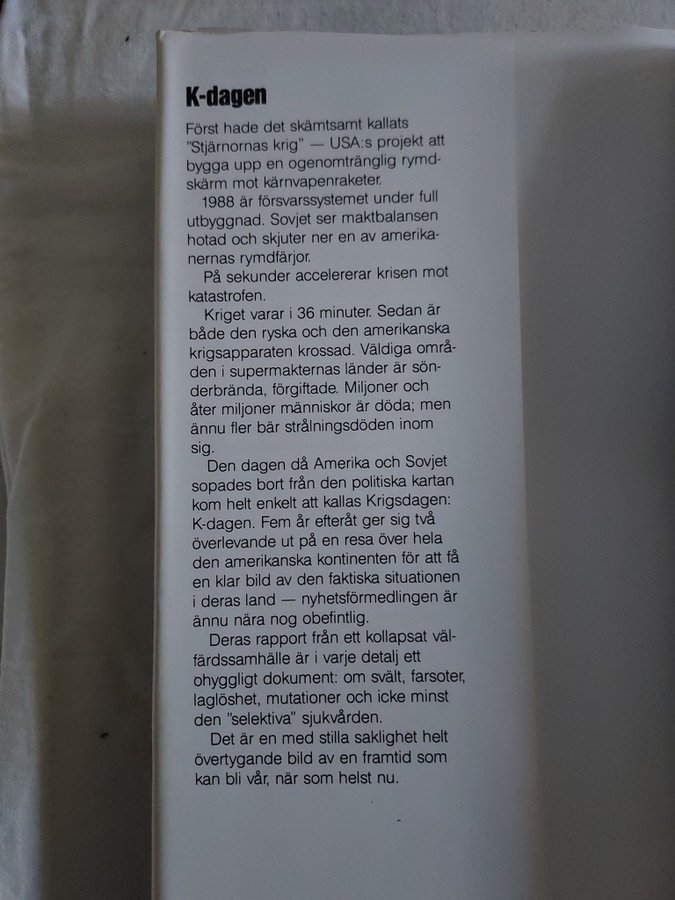 K-dagen
Först hade det skämtsamt kallats
"Stjärnornas krig" — USA:s projekt att
bygga upp en ogenomtränglig rymd-
skärm mot kärnvapenraketer.
1988 är försvarssystemet under full
utbyggnad. Sovjet ser maktbalansen
hotad och skjuter ner en av amerika-
nernas rymdfärjor.
På sekunder accelererar krisen mot
katastrofen.
Kriget varar i 36 minuter. Sedan är
både den ryska och den amerikanska
krigsapparaten krossad. Väldiga områ-
den i supermakternas länder är sön-
derbrända, förgiftade. Miljoner och
åter miljoner människor är döda; men
ännu fler bär strålningsdöden inom
sig.
Den dagen då Amerika och Sovjet
sopades bort från den politiska kartan
kom helt enkelt att kallas Krigsdagen:
K-dagen. Fem år efteråt ger sig två
överlevande ut på en resa över hela
den amerikanska kontinenten för att få
en klar bild av den faktiska situationen
i deras land — nyhetsförmedlingen är
ännu nära nog obefintlig.
Deras rapport från ett kollapsat väl-
färdssamhälle är i varje detalj ett
ohyggligt dokument: om svält, farsoter,
laglöshet, mutationer och icke minst
den "selektiva" sjukvården.
Det är en med stilla saklighet helt
övertygande bild av en framtid som
kan bli vår, när som helst nu.